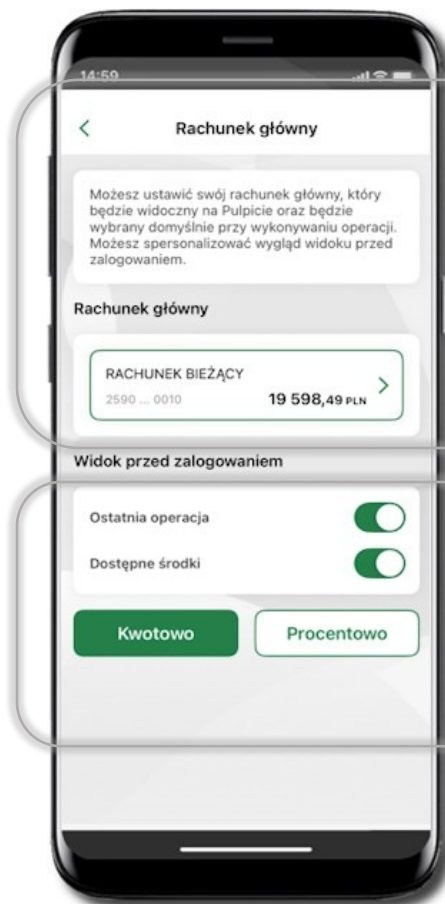 14:59
Rachunek główny
Możesz ustawić swój rachunek główny, który
będzie widoczny na Pulpicie oraz będzie
wybrany domyślnie przy wykonywaniu operacji.
Możesz spersonalizować wygląd widoku przed
zalogowaniem.
Rachunek główny
RACHUNEK BIEŻĄCY
2590 ... 0010 19 598,49 PLN
Widok przed zalogowaniem
Ostatnia operacja
Dostępne środki
Kwotowo Procentowo